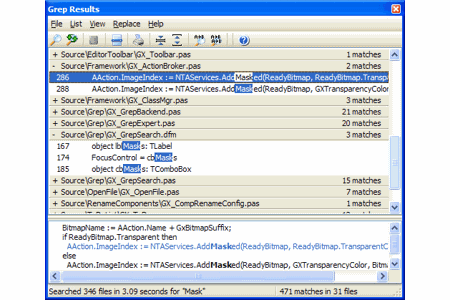 Grep Results
File List View Replace Help
+ Source\EditorToolbar\GX_Toolbar.pas 1 matches
- Source\Framework\GX_ActionBroker.pas 2 matches
286 AAction.ImageIndex := NTAServices.AddMasked(ReadyBitmap, ReadyBitmap.Transpar
288 AAction.ImageIndex := NTAServices.AddMasked(ReadyBitmap, GXTransparencyColor
+ Source\Framework\GX_ClassMgr.pas 3 matches
+ Source\Grep\GX_GrepBackend.pas 21 matches
+ Source\Grep\GX_GrepExpert.pas 20 matches
- Source\Grep\GX_GrepSearch.dfm 3 matches
167 object lbMasks: TLabel
174 FocusControl = cbMasks
185 object cbMasks: TComboBox
+ Source\Grep\GX_GrepSearch.pas 15 matches
+ Source\OpenFile\GX_OpenFile.pas 7 matches
+ Source\RenameComponents\GX_CompRenameConfig.pas 1 matches
BitmapName := AAction.Name + GxBitmapSuffix;
if ReadyBitmap.Transparent then
AAction.ImageIndex := NTAServices.AddMasked(ReadyBitmap, ReadyBitmap.TransparentC
else
AAction.ImageIndex := NTAServices.AddMasked(ReadyBitmap, GXTransparencyColor, Bitma
Searched 346 files in 3.09 seconds for "Mask" 471 matches in 31 files